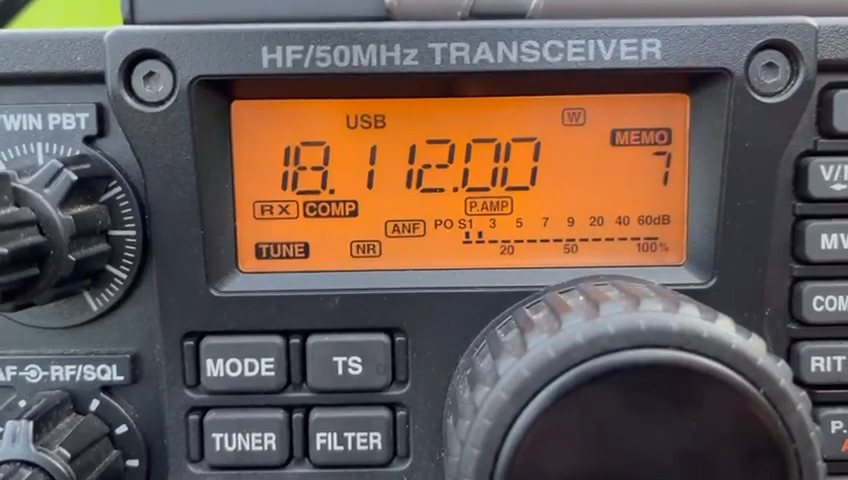 HF/50MHz TRANSCEIVER
TWIN PBT
USB
W
MEMO
18.112.00
7
RX COMP
P.AMP
ANF
PO S1 3 5 7 9 20 40 60dB
TUNE
NR
20 50 100%
MODE
TS
AF RF/SQL
TUNER
FILTER
RIT